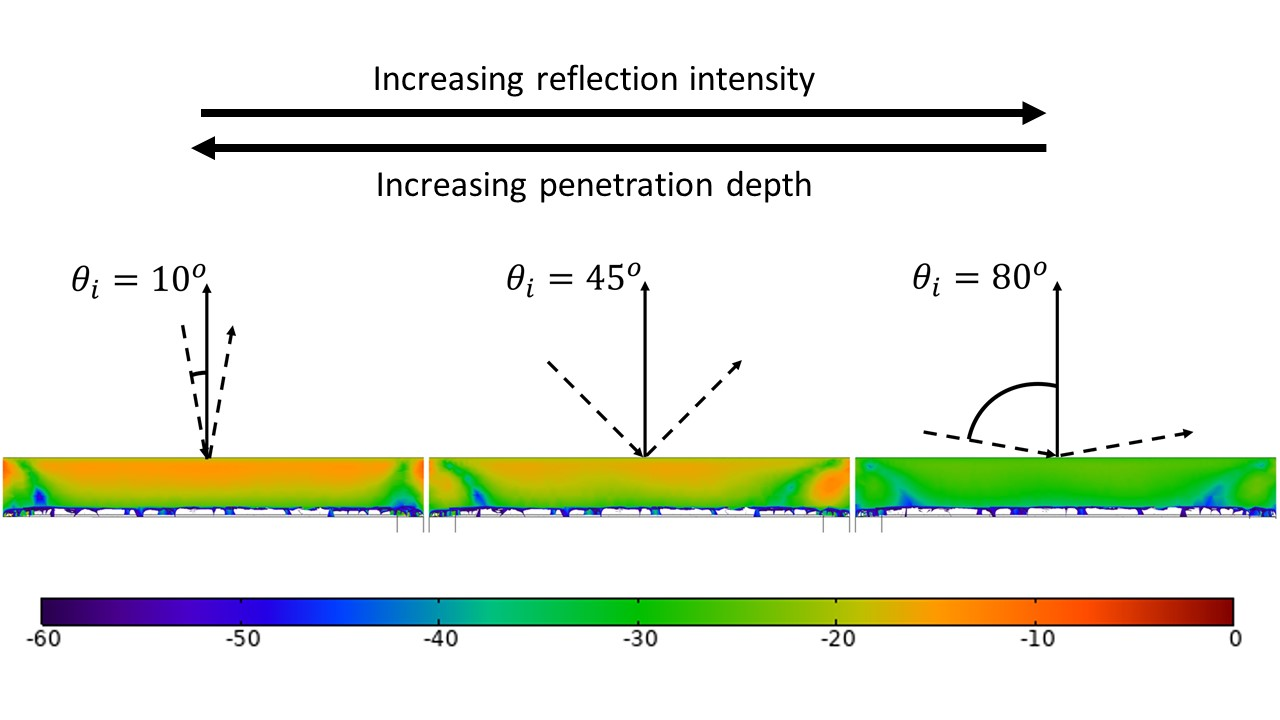 Increasing reflection intensity
Increasing penetration depth
θᵢ = 10ᵒ
θᵢ = 45ᵒ
θᵢ = 80ᵒ
-60 -50 -40 -30 -20 -10 0